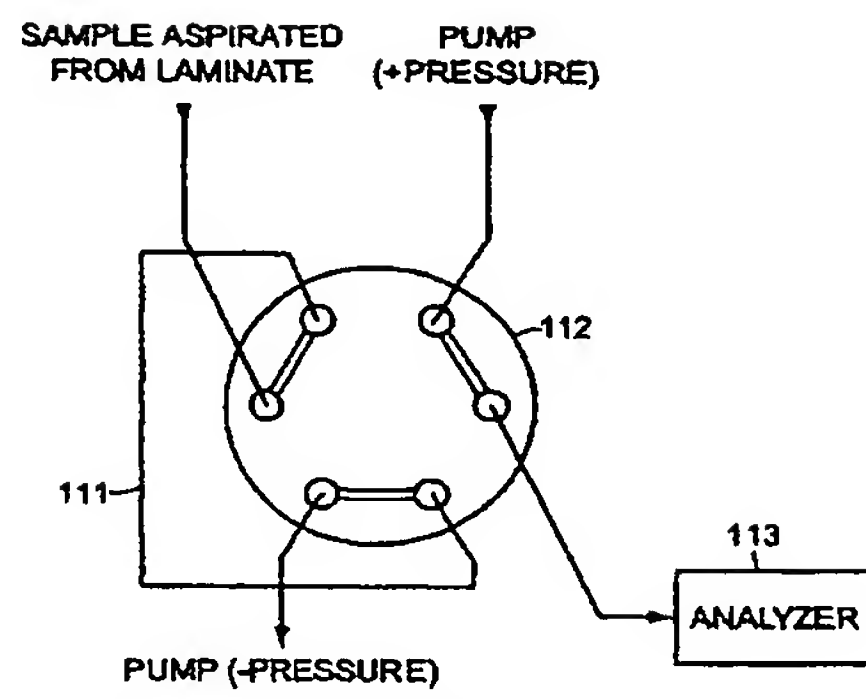 SAMPLE ASPIRATED
FROM LAMINATE
PUMP
(+PRESSURE)
112
111
113
ANALYZER
PUMP (-PRESSURE)